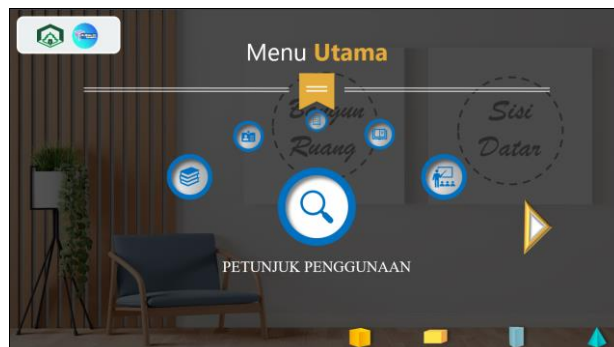 Menu Utama
Bangun
Ruang
Sisi
Datar
PETUNJUK PENGGUNAAN